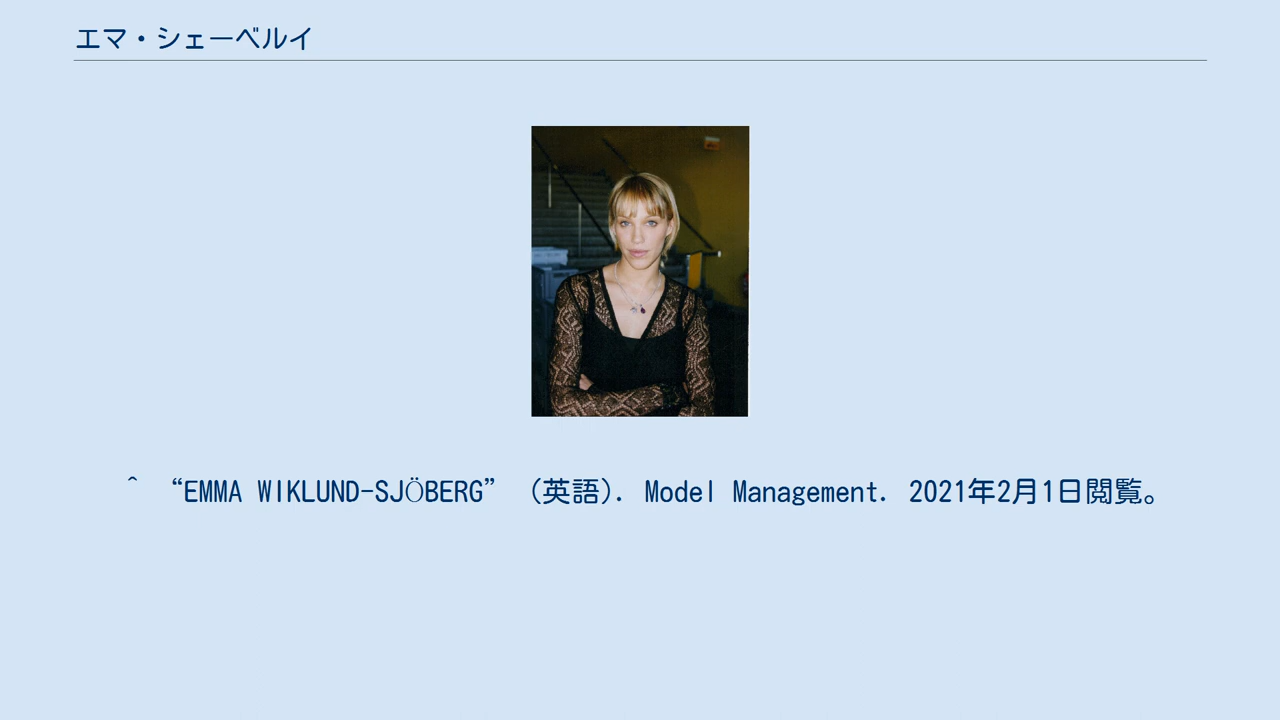 エマ・シェーベルイ
^ “EMMA WIKLUND-SJÖBERG” (英語). Model Management. 2021年2月1日閲覧。